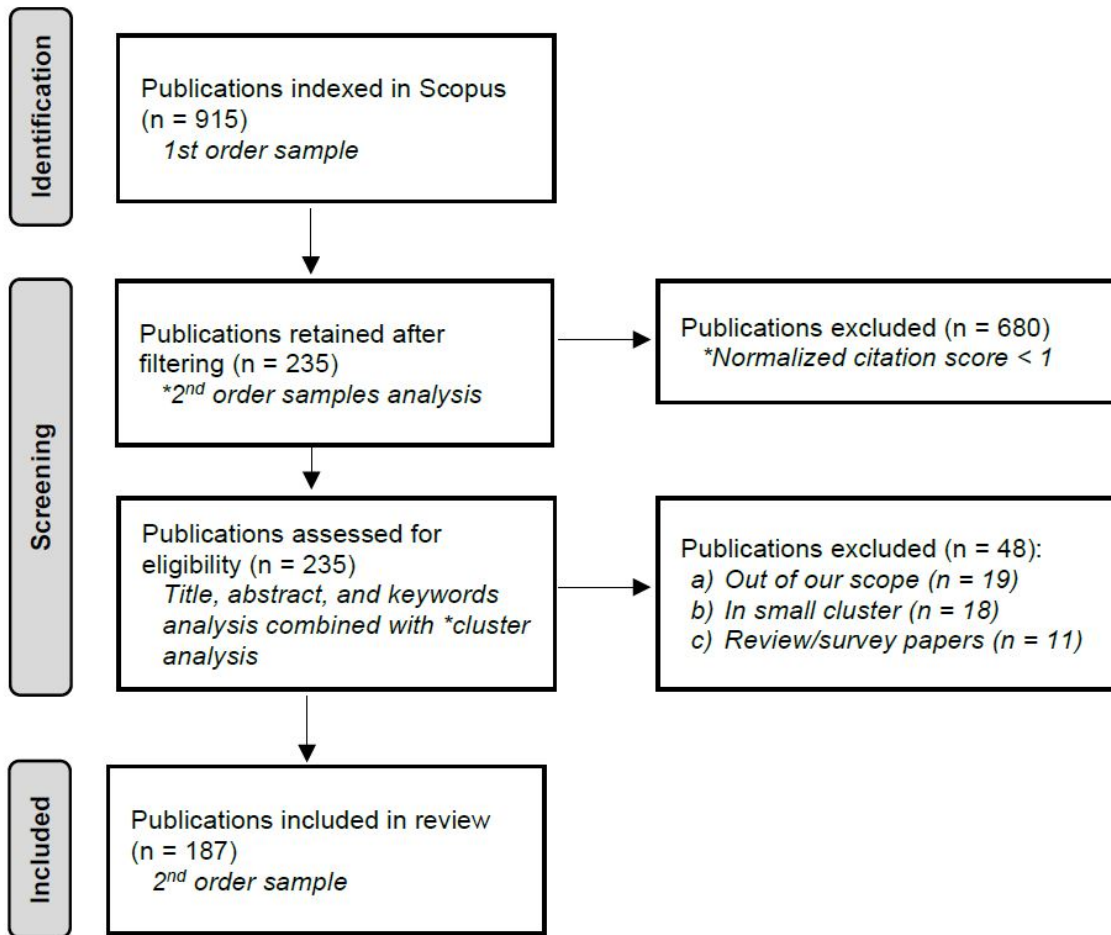 Identification
Publications indexed in Scopus
(n = 915)
1st order sample
Screening
Publications retained after
filtering (n = 235)
*2nd order samples analysis
Publications excluded (n = 680)
*Normalized citation score < 1
Publications assessed for
eligibility (n = 235)
Title, abstract, and keywords
analysis combined with *cluster
analysis
Publications excluded (n = 48):
a) Out of our scope (n = 19)
b) In small cluster (n = 18)
c) Review/survey papers (n = 11)
Included
Publications included in review
(n = 187)
2nd order sample